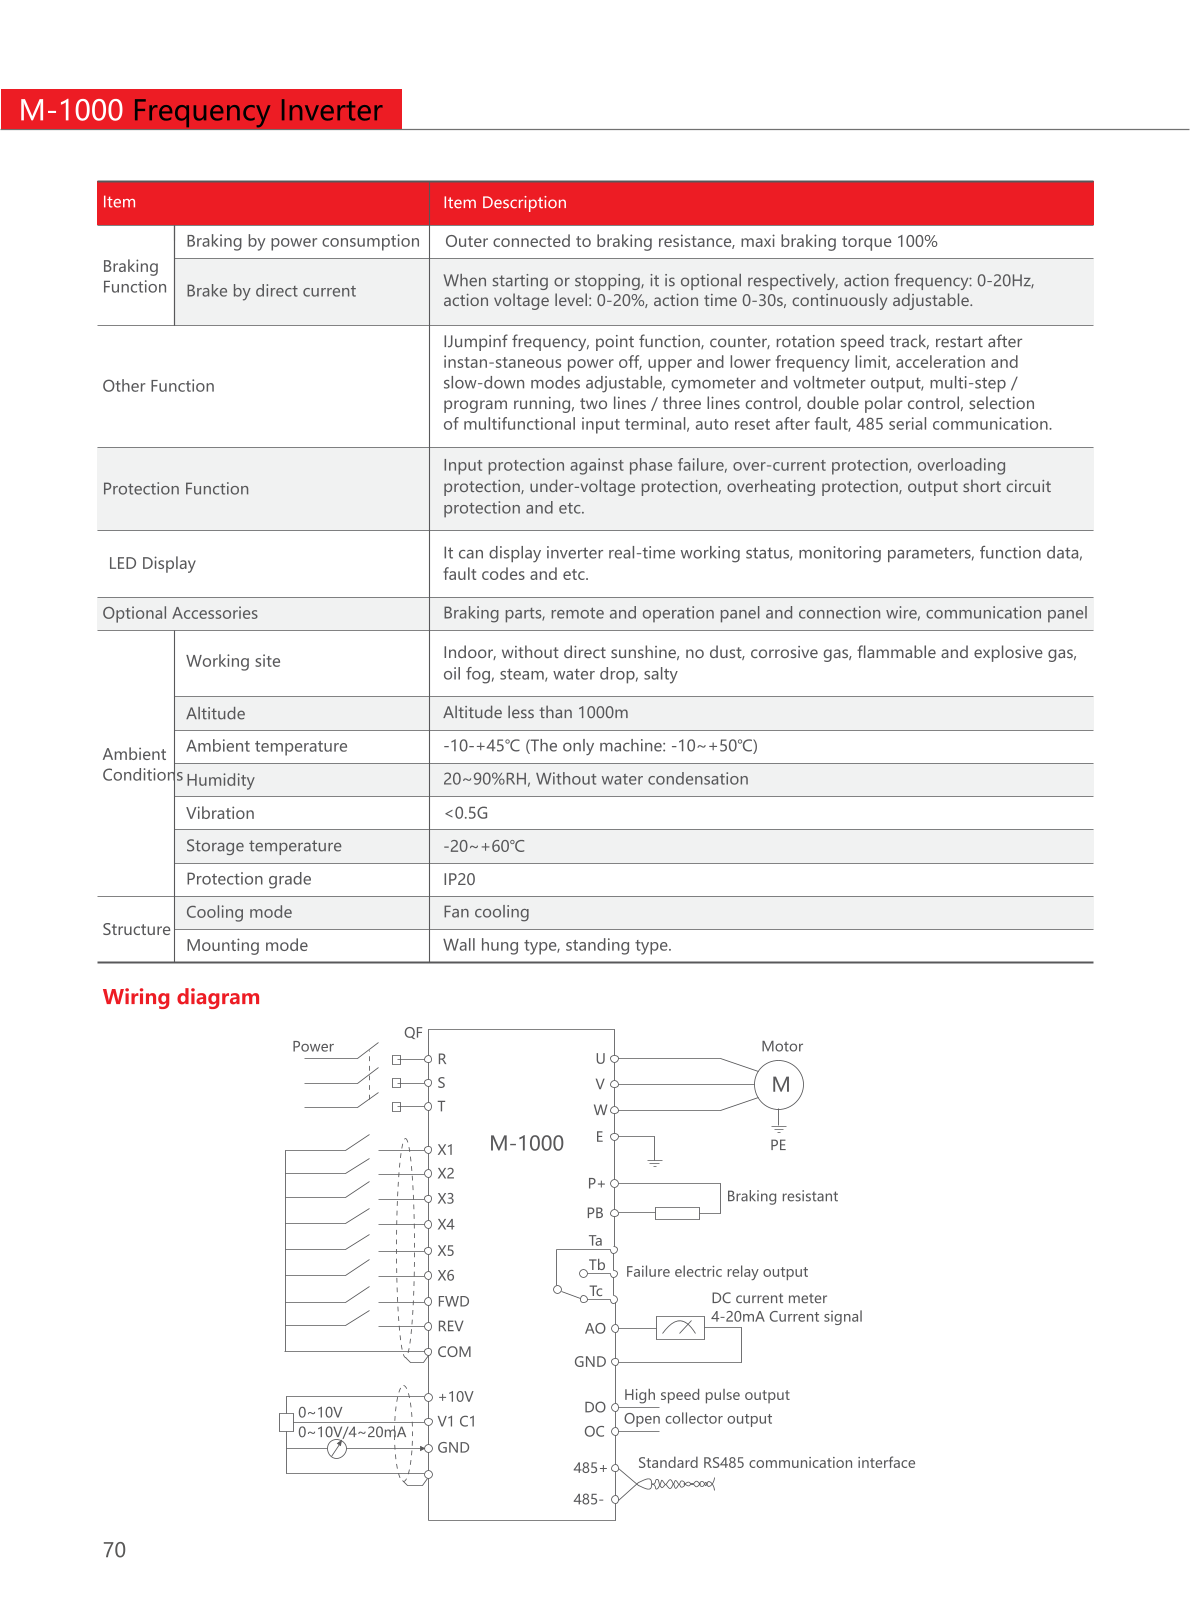 M-1000 Frequency Inverter
Item
Item Description
Braking
Function
Braking by power consumption
Outer connected to braking resistance, maxi braking torque 100%
Brake by direct current
When starting or stopping, it is optional respectively, action frequency: 0-20Hz,
action voltage level: 0-20%, action time 0-30s, continuously adjustable.
Other Function
IJumpinf frequency, point function, counter, rotation speed track, restart after
instan-staneous power off, upper and lower frequency limit, acceleration and
slow-down modes adjustable, cymometer and voltmeter output, multi-step /
program running, two lines / three lines control, double polar control, selection
of multifunctional input terminal, auto reset after fault, 485 serial communication.
Protection Function
Input protection against phase failure, over-current protection, overloading
protection, under-voltage protection, overheating protection, output short circuit
protection and etc.
LED Display
It can display inverter real-time working status, monitoring parameters, function data,
fault codes and etc.
Optional Accessories
Braking parts, remote and operation panel and connection wire, communication panel
Ambient
Conditions
Working site
Indoor, without direct sunshine, no dust, corrosive gas, flammable and explosive gas,
oil fog, steam, water drop, salty
Altitude
Altitude less than 1000m
Ambient temperature
-10-+45℃ (The only machine: -10~+50℃)
Humidity
20~90%RH, Without water condensation
Vibration
<0.5G
Storage temperature
-20~+60℃
Protection grade
IP20
Structure
Cooling mode
Fan cooling
Mounting mode
Wall hung type, standing type.
Wiring diagram
Power
QF
R
S
T
X1
X2
X3
X4
X5
X6
FWD
REV
COM
+10V
V1 C1
GND
0~10V
0~10V/4~20mA
M-1000
U
V
W
E
P+
PB
Ta
Tb
Tc
AO
GND
DO
OC
485+
485-
Motor
M
PE
Braking resistant
Failure electric relay output
DC current meter
4-20mA Current signal
High speed pulse output
Open collector output
Standard RS485 communication interface
70